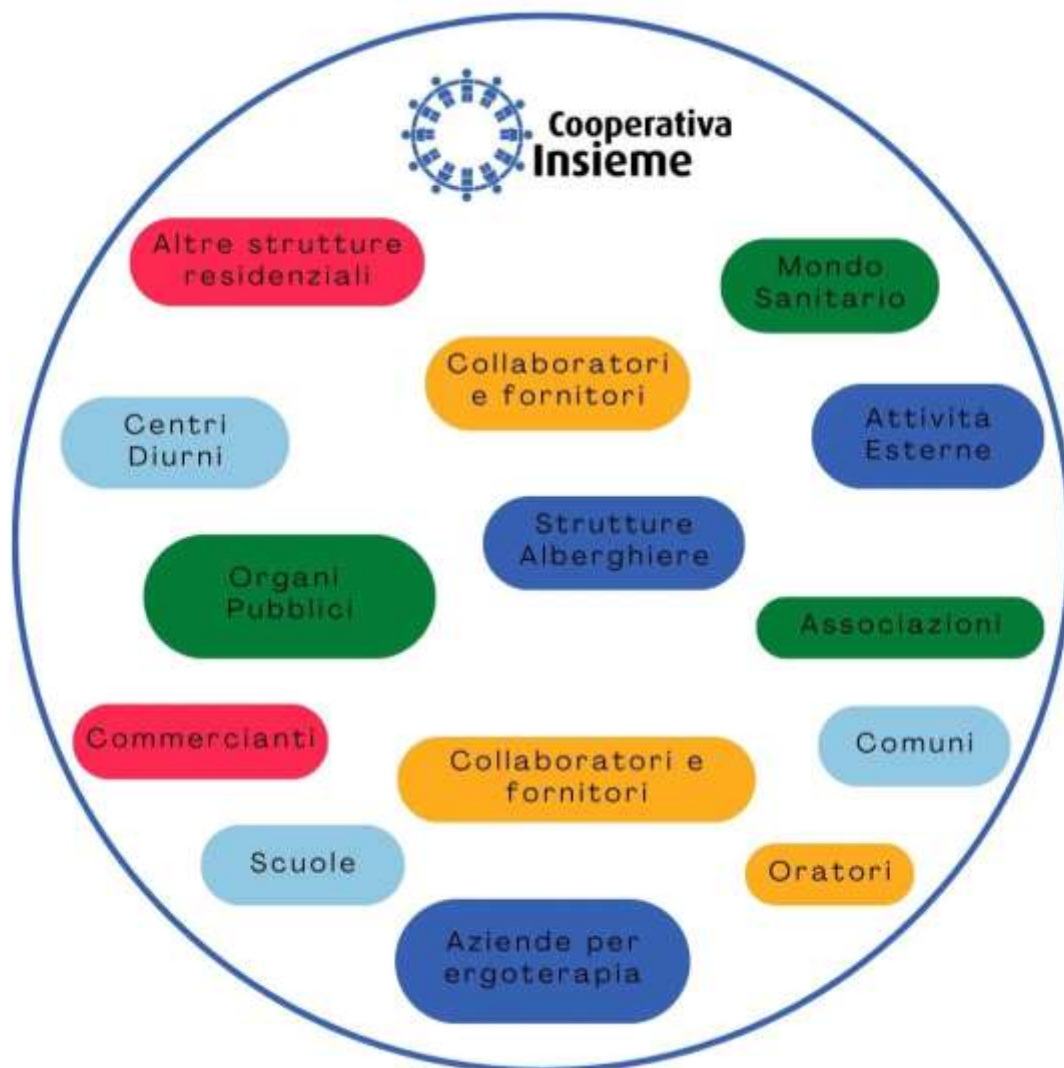 Cooperativa
Insieme
Altre strutture
residenziali
Mondo
Sanitario
Collaboratori
e fornitori
Centri
Diurni
Attività
Esterne
Strutture
Alberghiere
Organi
Pubblici
Associazioni
Commercianti
Comuni
Collaboratori e
fornitori
Scuole
Oratori
Aziende per
ergoterapia